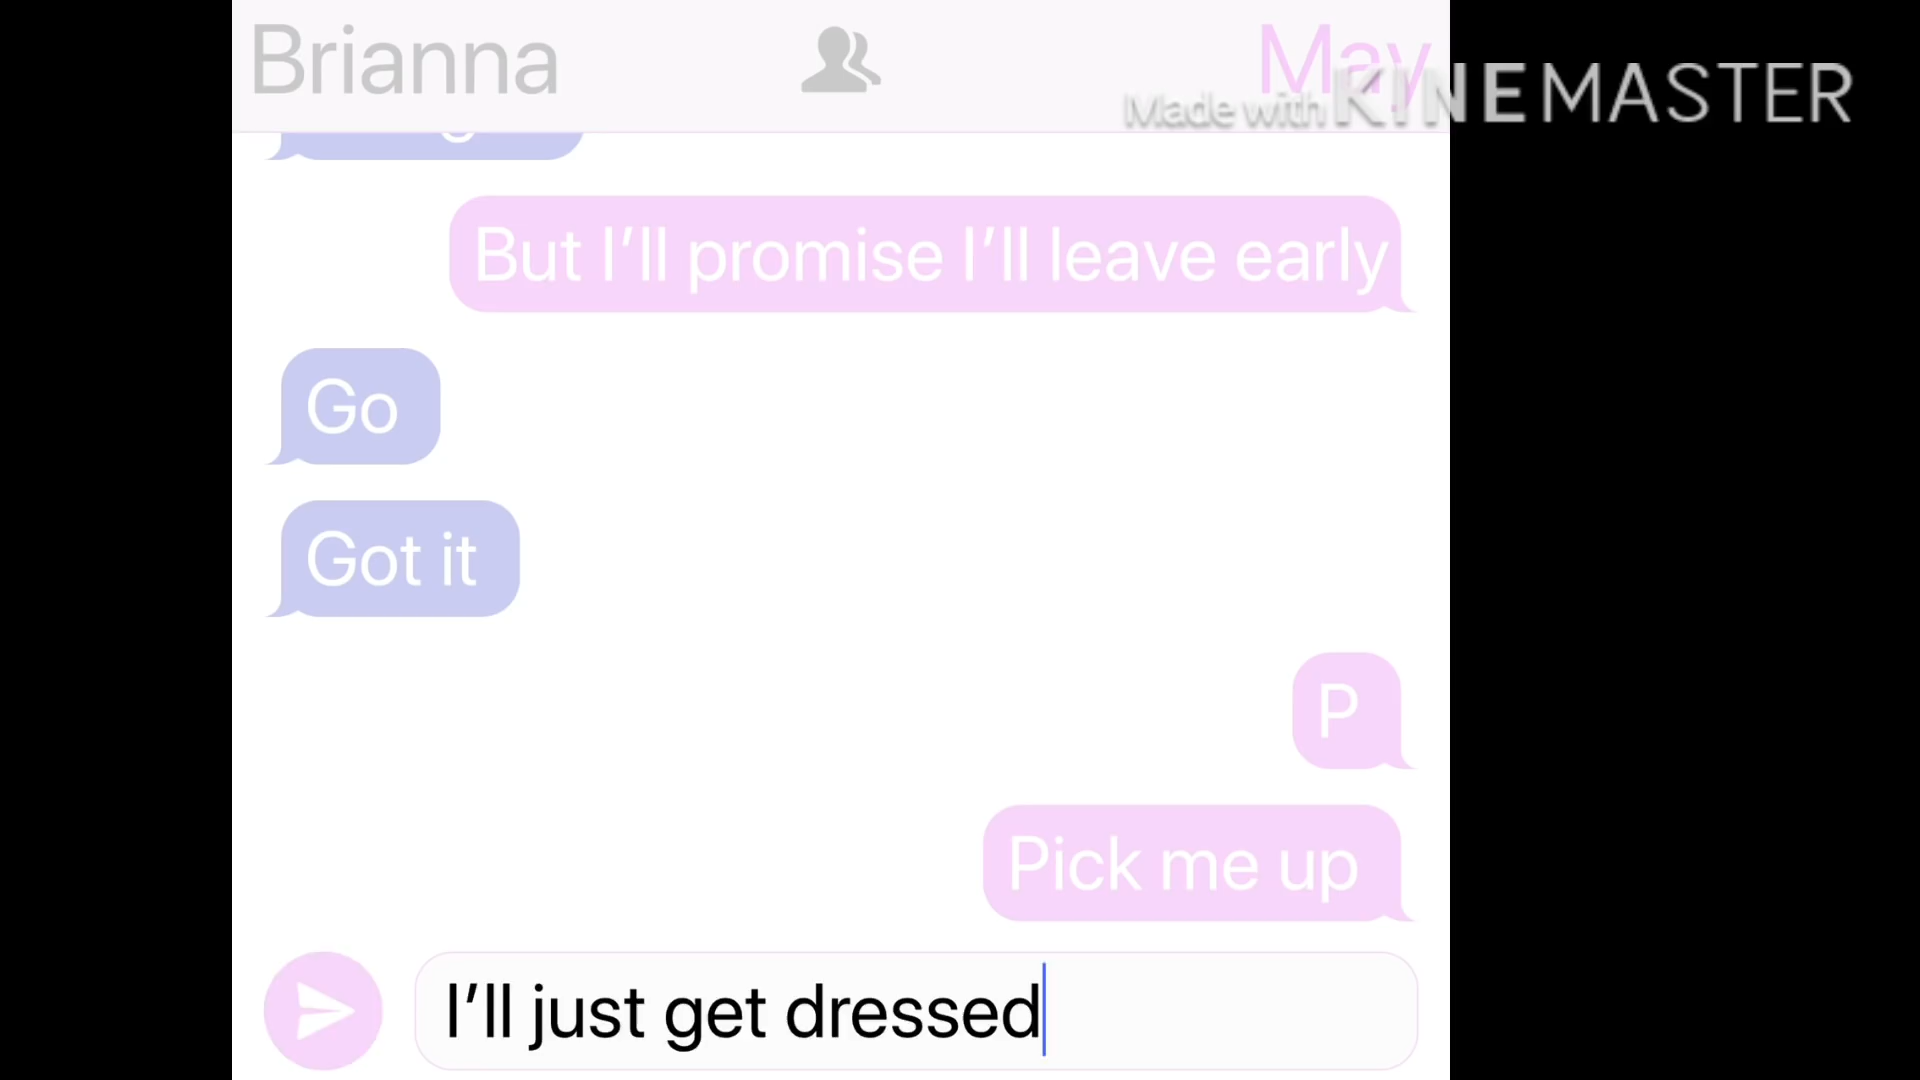 Brianna
May
Made with KINEMASTER
But I’ll promise I’ll leave early
Go
Got it
P
Pick me up
I’ll just get dressed